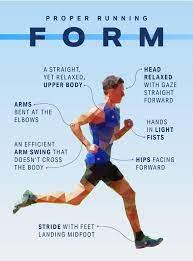 PROPER RUNNING
FORM
A STRAIGHT,
YET RELAXED,
UPPER BODY
HEAD
RELAXED
WITH GAZE
STRAIGHT
FORWARD
ARMS
BENT AT THE
ELBOWS
HANDS
IN LIGHT
FISTS
AN EFFICIENT
ARM SWING THAT
DOESN'T CROSS
THE BODY
HIPS FACING
FORWARD
STRIDE WITH FEET
LANDING MIDFOOT